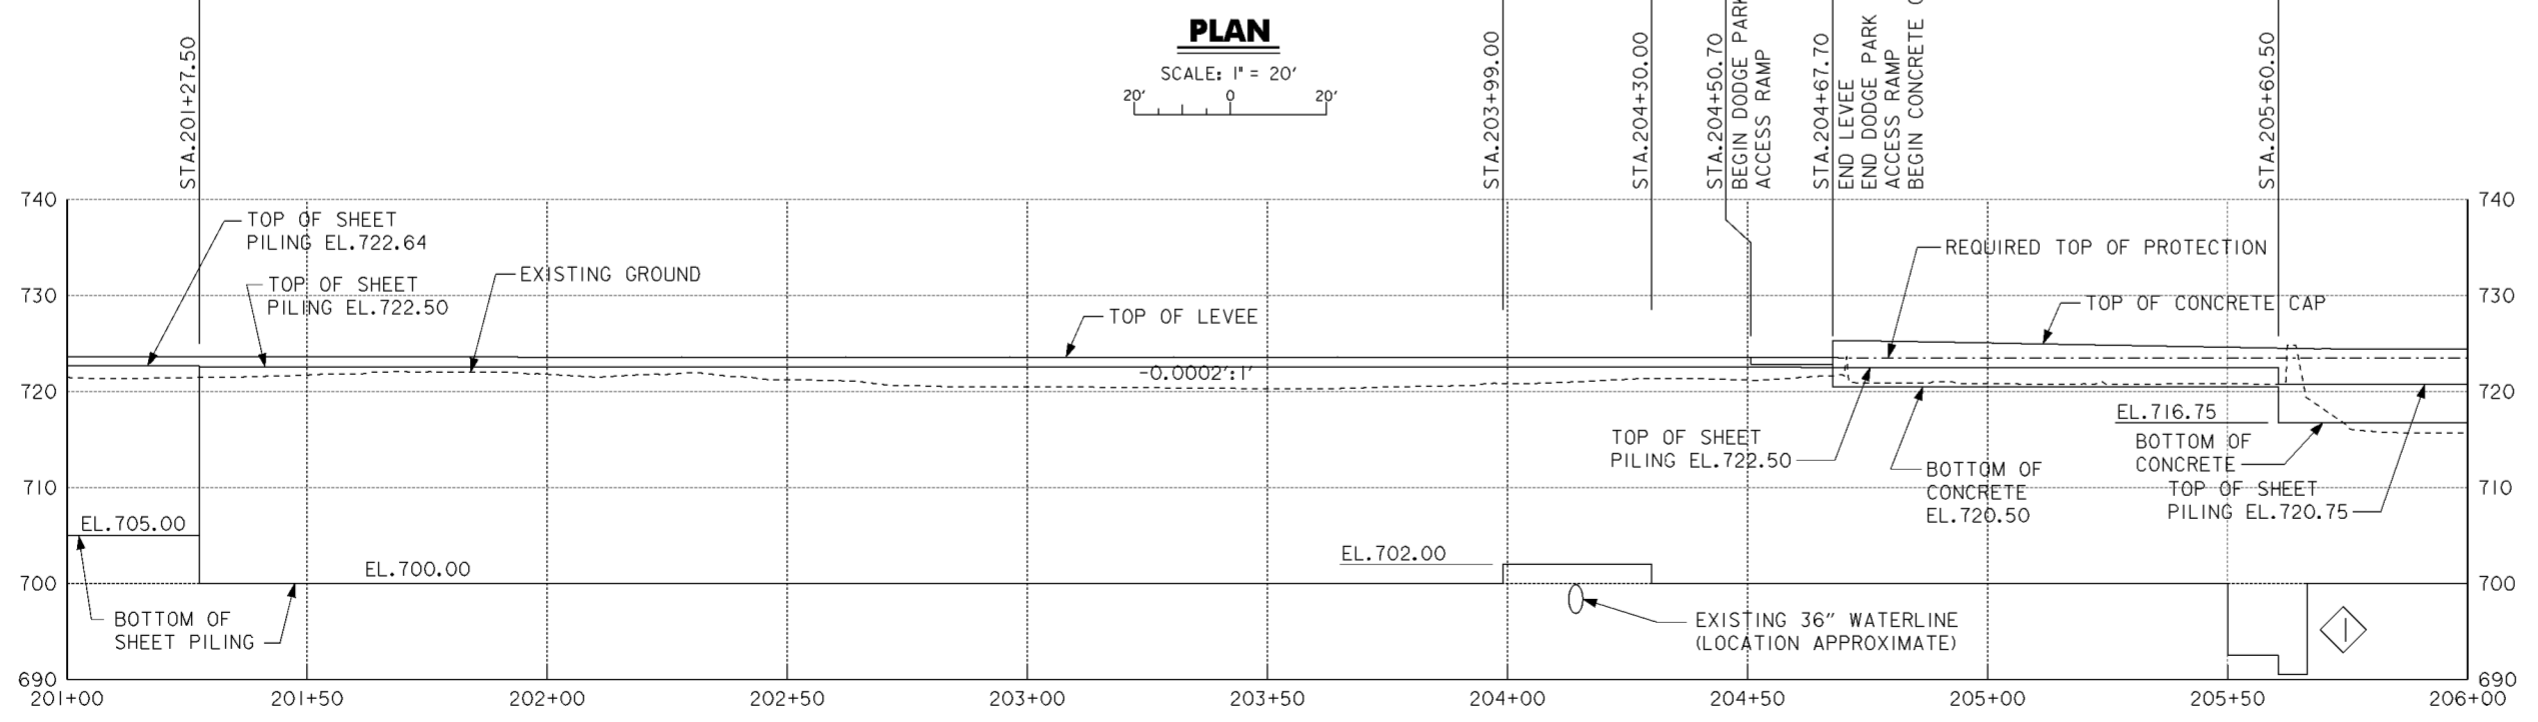 PLAN
SCALE: 1" = 20'
20' 0 20'
STA.201+27.50
STA.203+99.00
STA.204+30.00
STA.204+50.70
BEGIN DODGE PARK
ACCESS RAMP
STA.204+67.70
END LEVEE
END DODGE PARK
ACCESS RAMP
BEGIN CONCRETE
STA.205+60.50
740
740
TOP OF SHEET
PILING EL.722.64
TOP OF SHEET
PILING EL.722.50
EXISTING GROUND
TOP OF LEVEE
REQUIRED TOP OF PROTECTION
TOP OF CONCRETE CAP
730
730
-0.0002':1'
720
720
EL.716.75
BOTTOM OF
CONCRETE
TOP OF SHEET
PILING EL.722.50
BOTTOM OF
CONCRETE
EL.720.50
TOP OF SHEET
PILING EL.720.75
710
710
EL.705.00
EL.702.00
EL.700.00
700
700
BOTTOM OF
SHEET PILING
EXISTING 36" WATERLINE
(LOCATION APPROXIMATE)
1
690
690
201+00 201+50 202+00 202+50 203+00 203+50 204+00 204+50 205+00 205+50 206+00